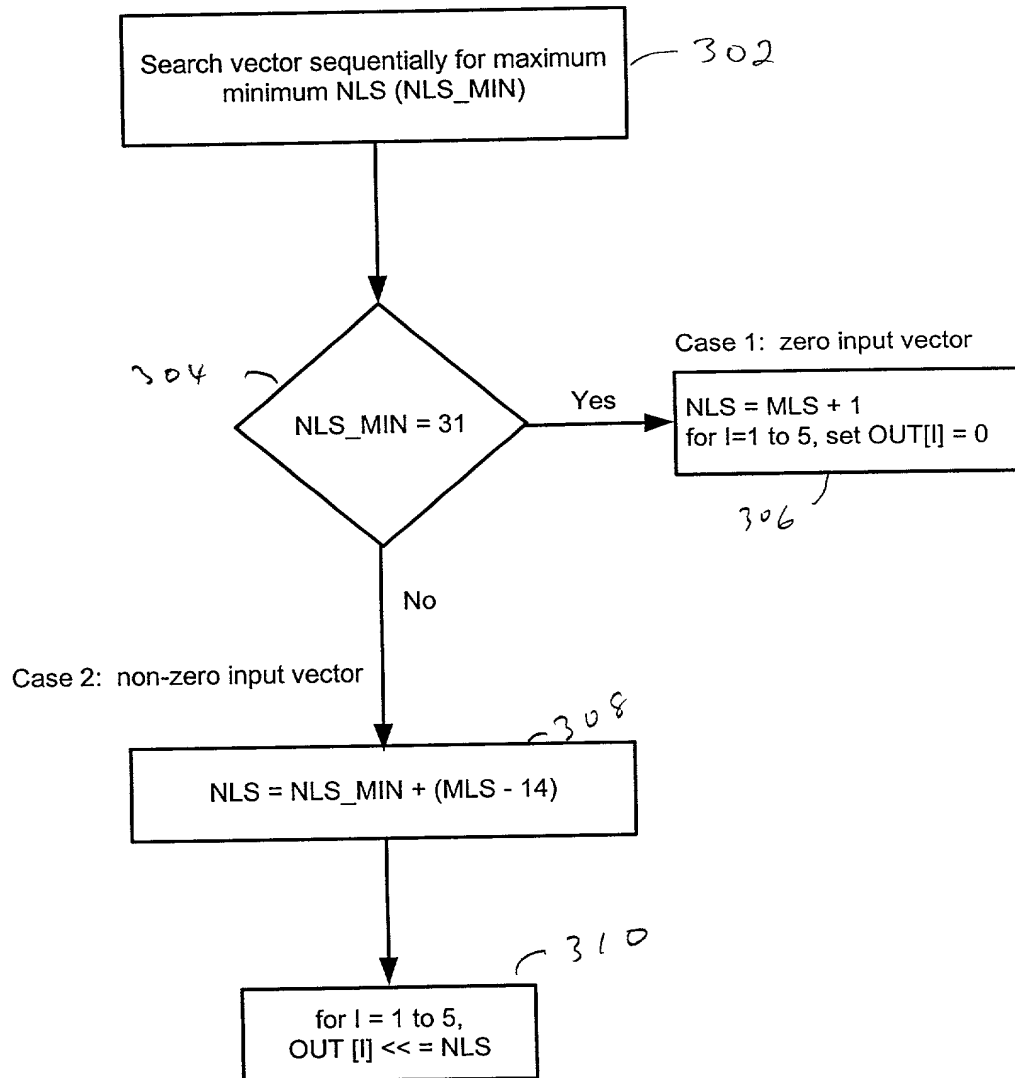 Search vector sequentially for maximum
minimum NLS (NLS_MIN)
302
304
NLS_MIN = 31
Yes
Case 1: zero input vector
NLS = MLS + 1
for I=1 to 5, set OUT[I] = 0
306
No
Case 2: non-zero input vector
308
NLS = NLS_MIN + (MLS - 14)
310
for I = 1 to 5,
OUT [I] << = NLS